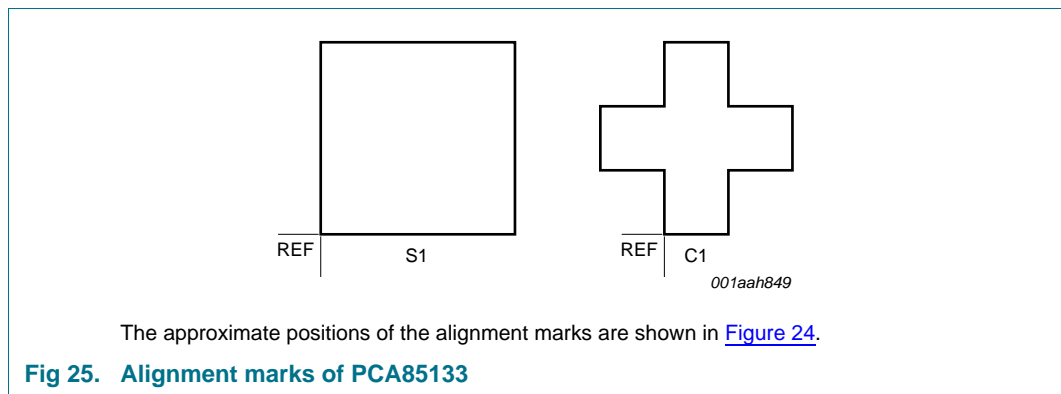 REF
S1
REF
C1
001aah849
The approximate positions of the alignment marks are shown in Figure 24.
Fig 25. Alignment marks of PCA85133